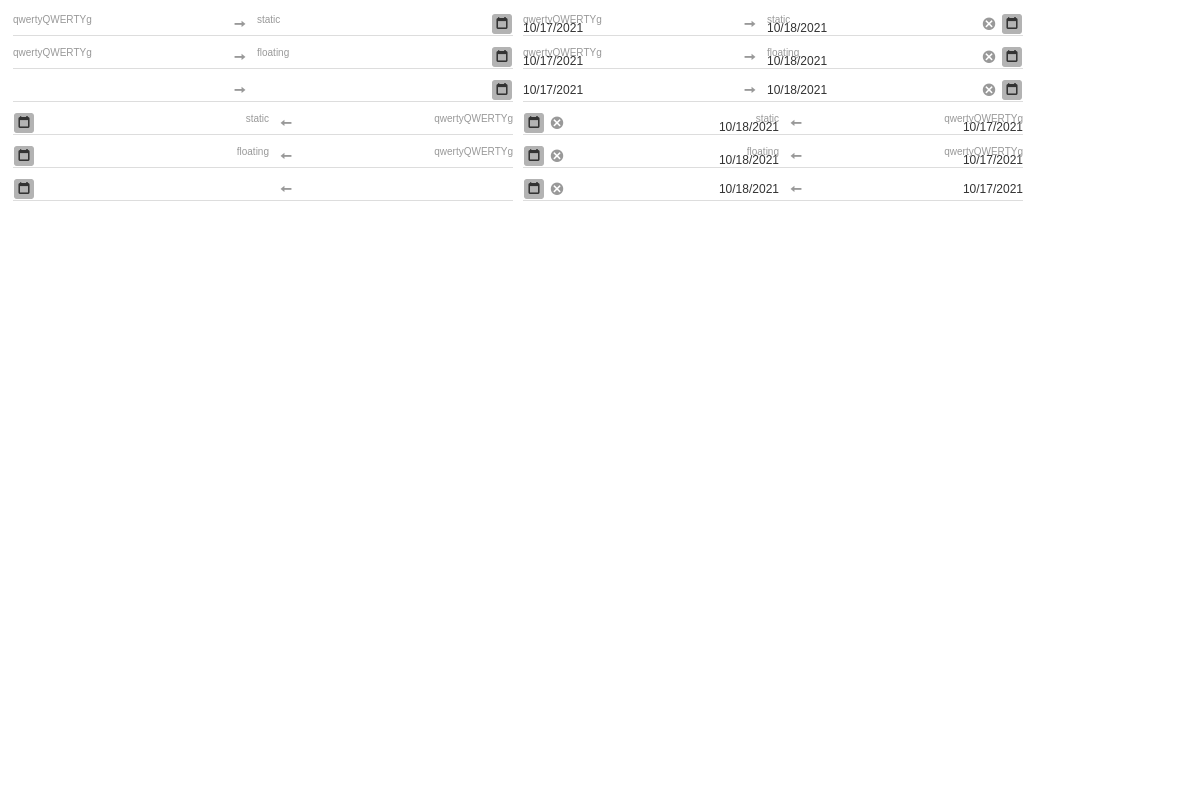 qwertyQWERTYg static qwertyQWERTYg static
10/17/2021 10/18/2021
qwertyQWERTYg floating qwertyQWERTYg floating
10/17/2021 10/18/2021
10/17/2021 10/18/2021
static qwertyQWERTYg static qwertyQWERTYg
10/18/2021 10/17/2021
floating qwertyQWERTYg floating qwertyQWERTYg
10/18/2021 10/17/2021
10/18/2021 10/17/2021